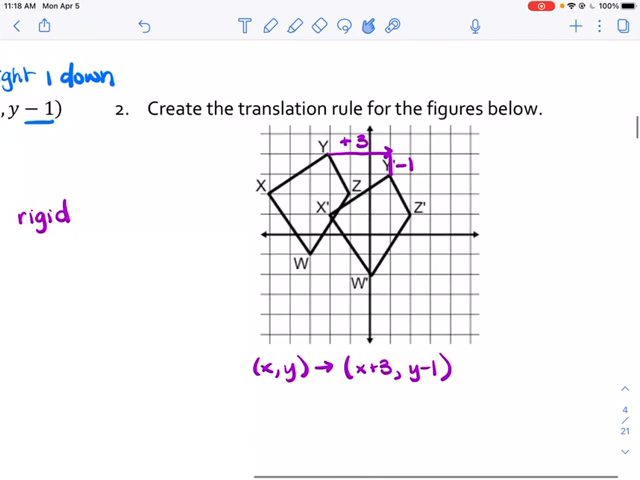 11:18 AM Mon Apr 5
100%
ght 1 down
, y − 1)
2. Create the translation rule for the figures below.
+3
Y
Y'
-1
X
Z
X'
Z'
rigid
W
W'
(x, y) → (x+3, y-1)
4
/
21